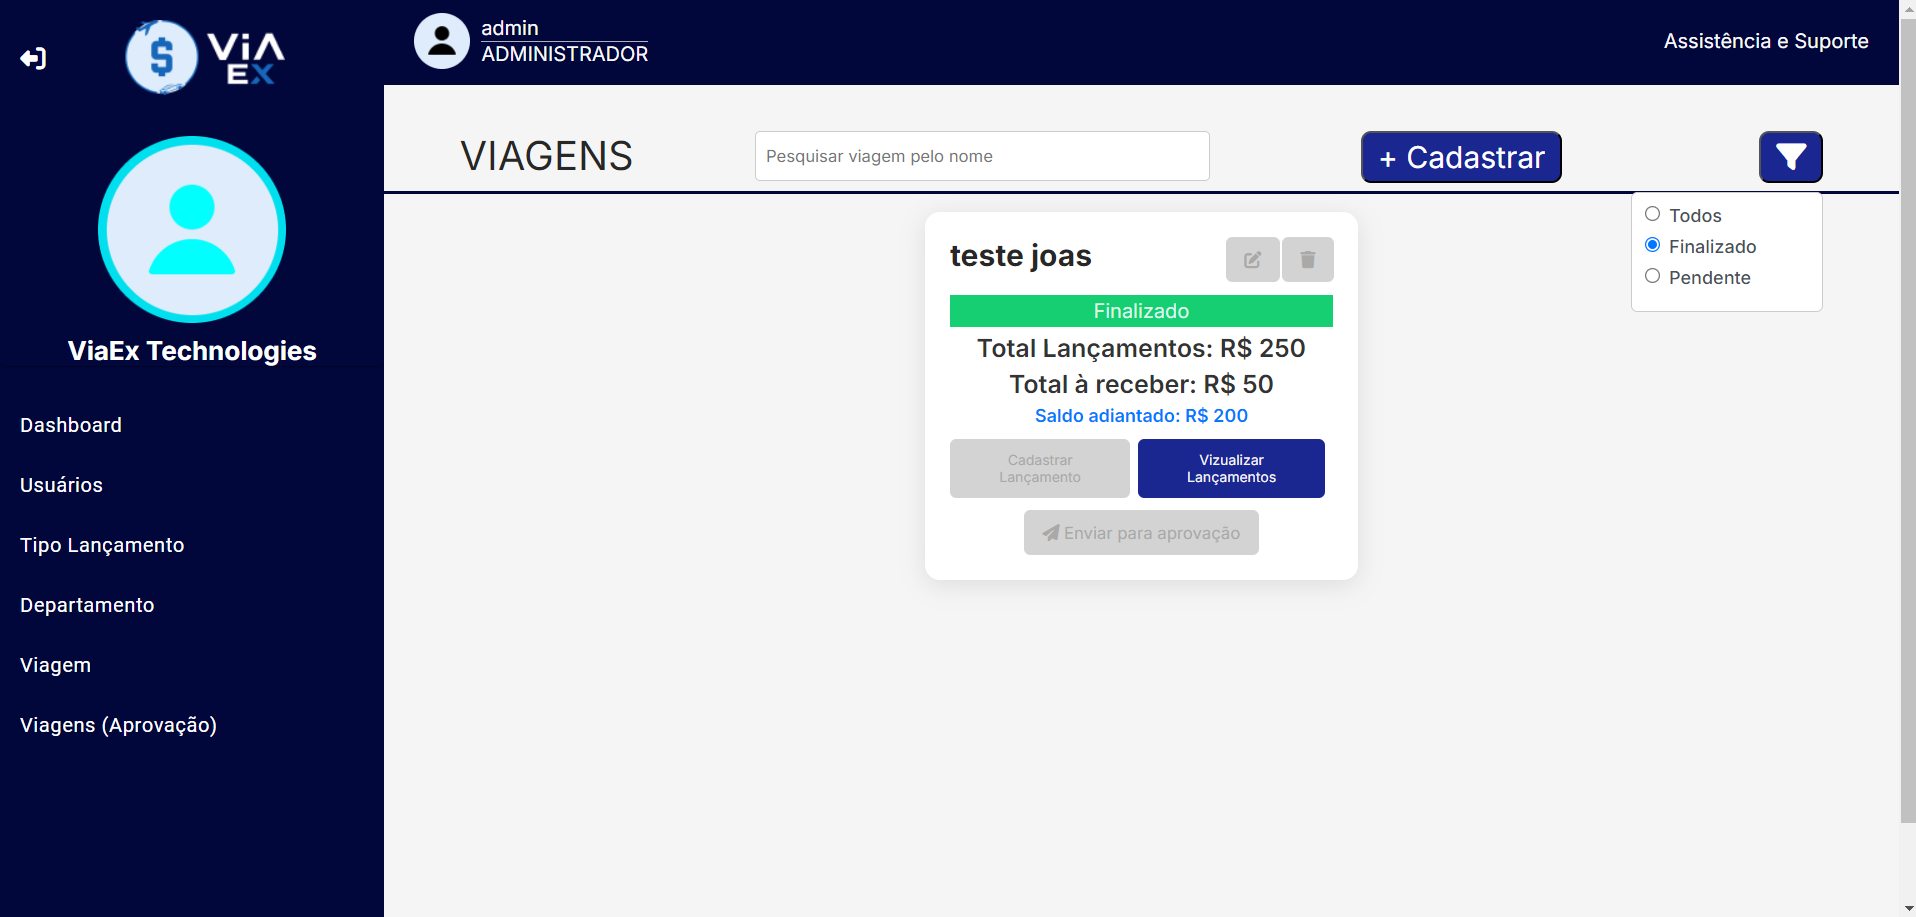 ViA
EX
admin
ADMINISTRADOR
Assistência e Suporte
ViaEx Technologies
Dashboard
Usuários
Tipo Lançamento
Departamento
Viagem
Viagens (Aprovação)
VIAGENS
Pesquisar viagem pelo nome
+ Cadastrar
Todos
Finalizado
Pendente
teste joas
Finalizado
Total Lançamentos: R$ 250
Total à receber: R$ 50
Saldo adiantado: R$ 200
Cadastrar
Lançamento
Vizualizar
Lançamentos
Enviar para aprovação